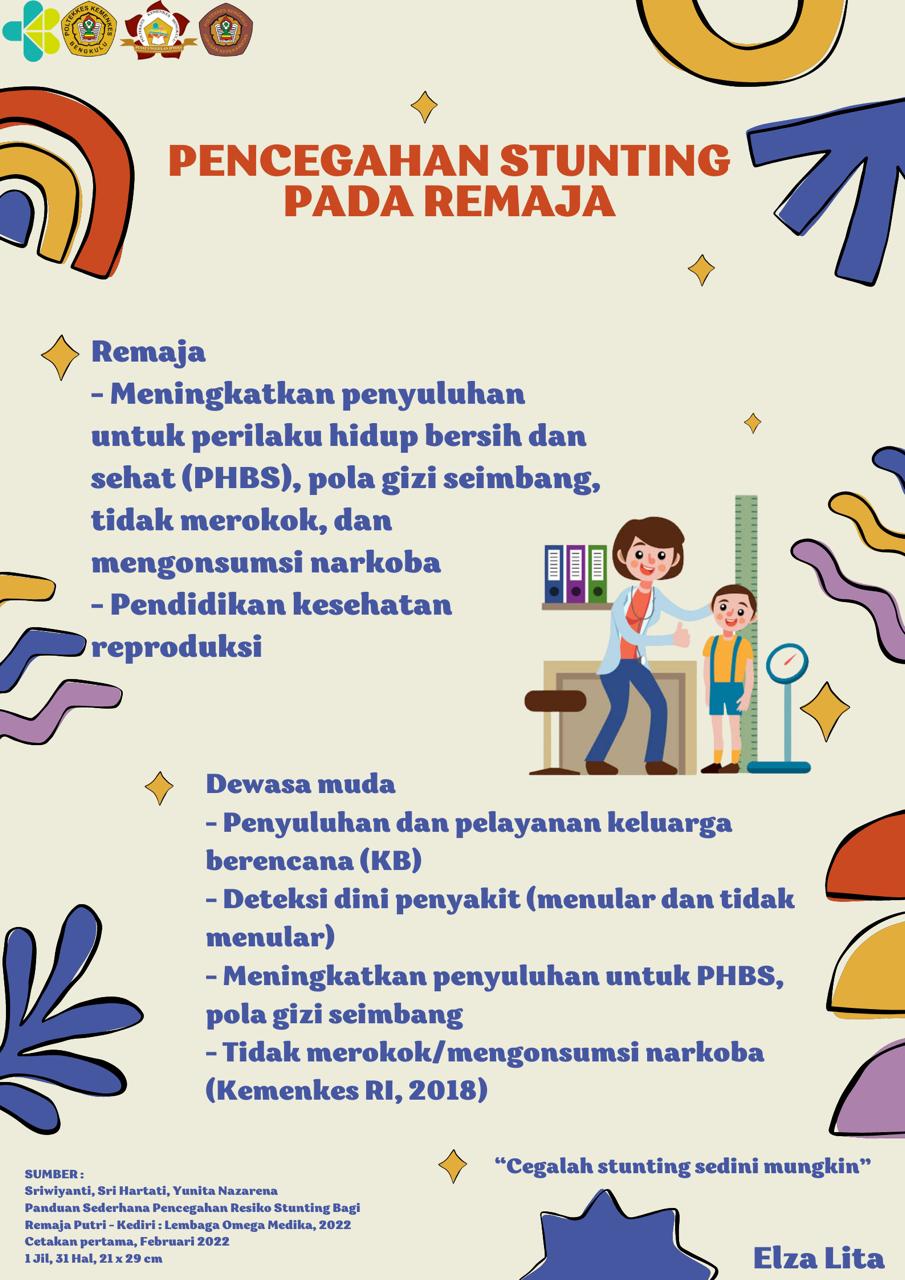 POLTEKKES KEMENKES
BENGKULU
PENCEGAHAN STUNTING
PADA REMAJA
Remaja
- Meningkatkan penyuluhan
untuk perilaku hidup bersih dan
sehat (PHBS), pola gizi seimbang,
tidak merokok, dan
mengonsumsi narkoba
- Pendidikan kesehatan
reproduksi
Dewasa muda
- Penyuluhan dan pelayanan keluarga
berencana (KB)
- Deteksi dini penyakit (menular dan tidak
menular)
- Meningkatkan penyuluhan untuk PHBS,
pola gizi seimbang
- Tidak merokok/mengonsumsi narkoba
(Kemenkes RI, 2018)
SUMBER :
Sriwiyanti, Sri Hartati, Yunita Nazarena
Panduan Sederhana Pencegahan Resiko Stunting Bagi
Remaja Putri - Kediri : Lembaga Omega Medika, 2022
Cetakan pertama, Februari 2022
1 Jil, 31 Hal, 21 x 29 cm
“Cegalah stunting sedini mungkin”
Elza Lita